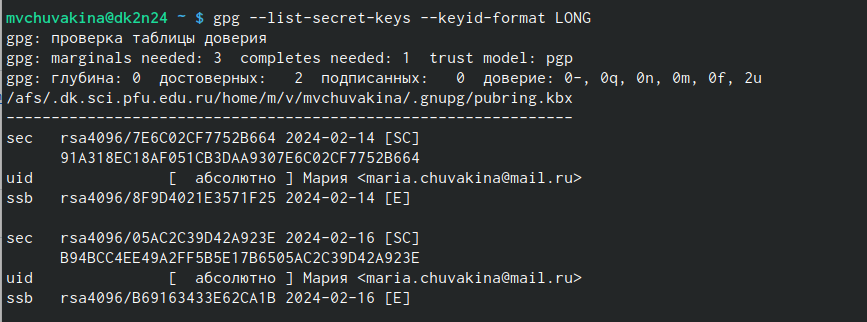 mvchuvakina@dk2n24 ~ $ gpg --list-secret-keys --keyid-format LONG
gpg: проверка таблицы доверия
gpg: marginals needed: 3  completes needed: 1  trust model: pgp
gpg: глубина: 0  достоверных:   2  подписанных:   0  доверие: 0-, 0q, 0n, 0m, 0f, 2u
/afs/.dk.sci.pfu.edu.ru/home/m/v/mvchuvakina/.gnupg/pubring.kbx
---------------------------------------------------------------
sec   rsa4096/7E6C02CF7752B664 2024-02-14 [SC]
      91A318EC18AF051CB3DAA9307E6C02CF7752B664
uid               [  абсолютно ] Мария <maria.chuvakina@mail.ru>
ssb   rsa4096/8F9D4021E3571F25 2024-02-14 [E]

sec   rsa4096/05AC2C39D42A923E 2024-02-16 [SC]
      B94BCC4EE49A2FF5B5E17B6505AC2C39D42A923E
uid               [  абсолютно ] Мария <maria.chuvakina@mail.ru>
ssb   rsa4096/B69163433E62CA1B 2024-02-16 [E]